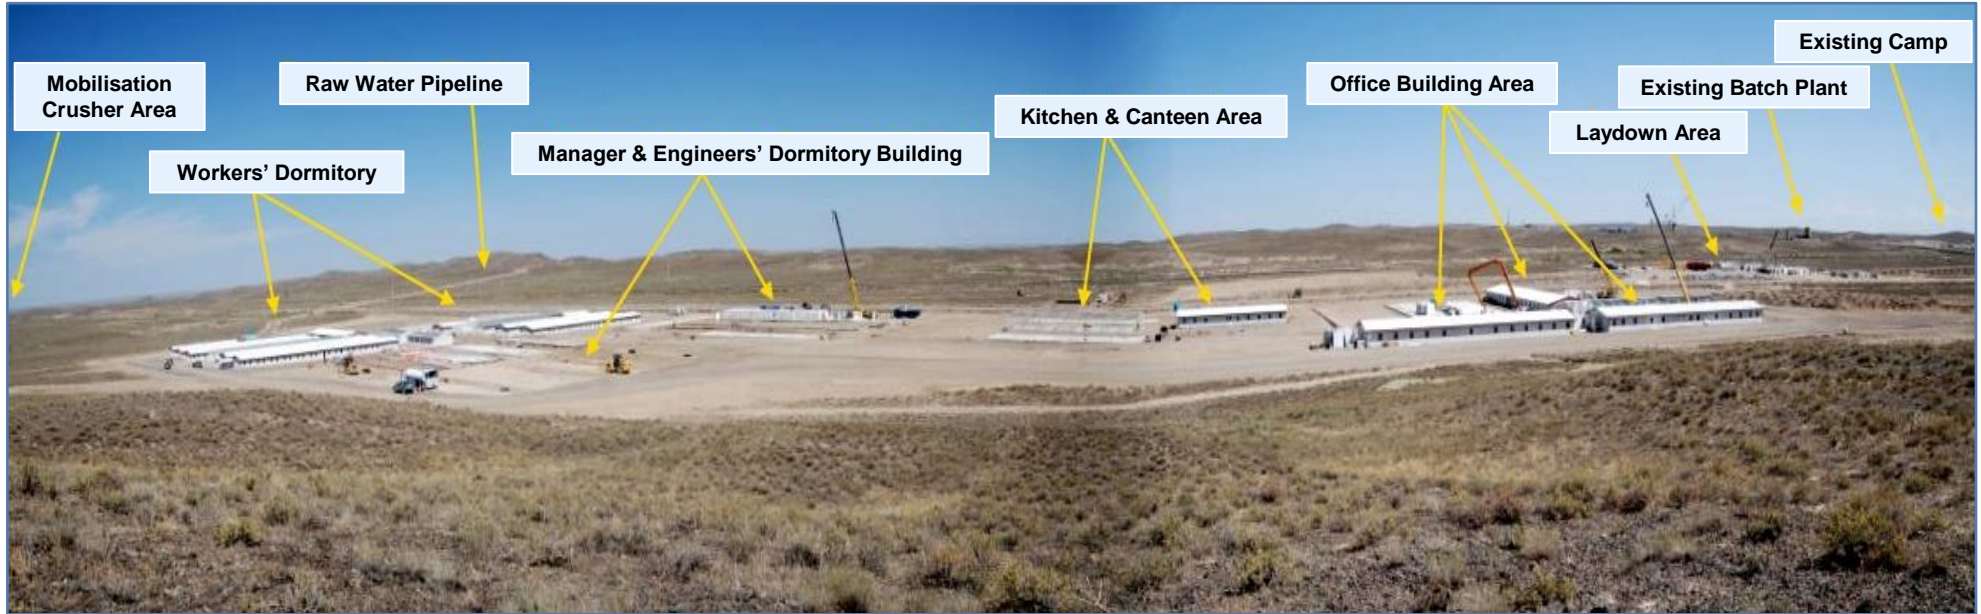 Existing Camp
Mobilisation
Crusher Area
Raw Water Pipeline
Office Building Area
Existing Batch Plant
Kitchen & Canteen Area
Laydown Area
Manager & Engineers’ Dormitory Building
Workers’ Dormitory